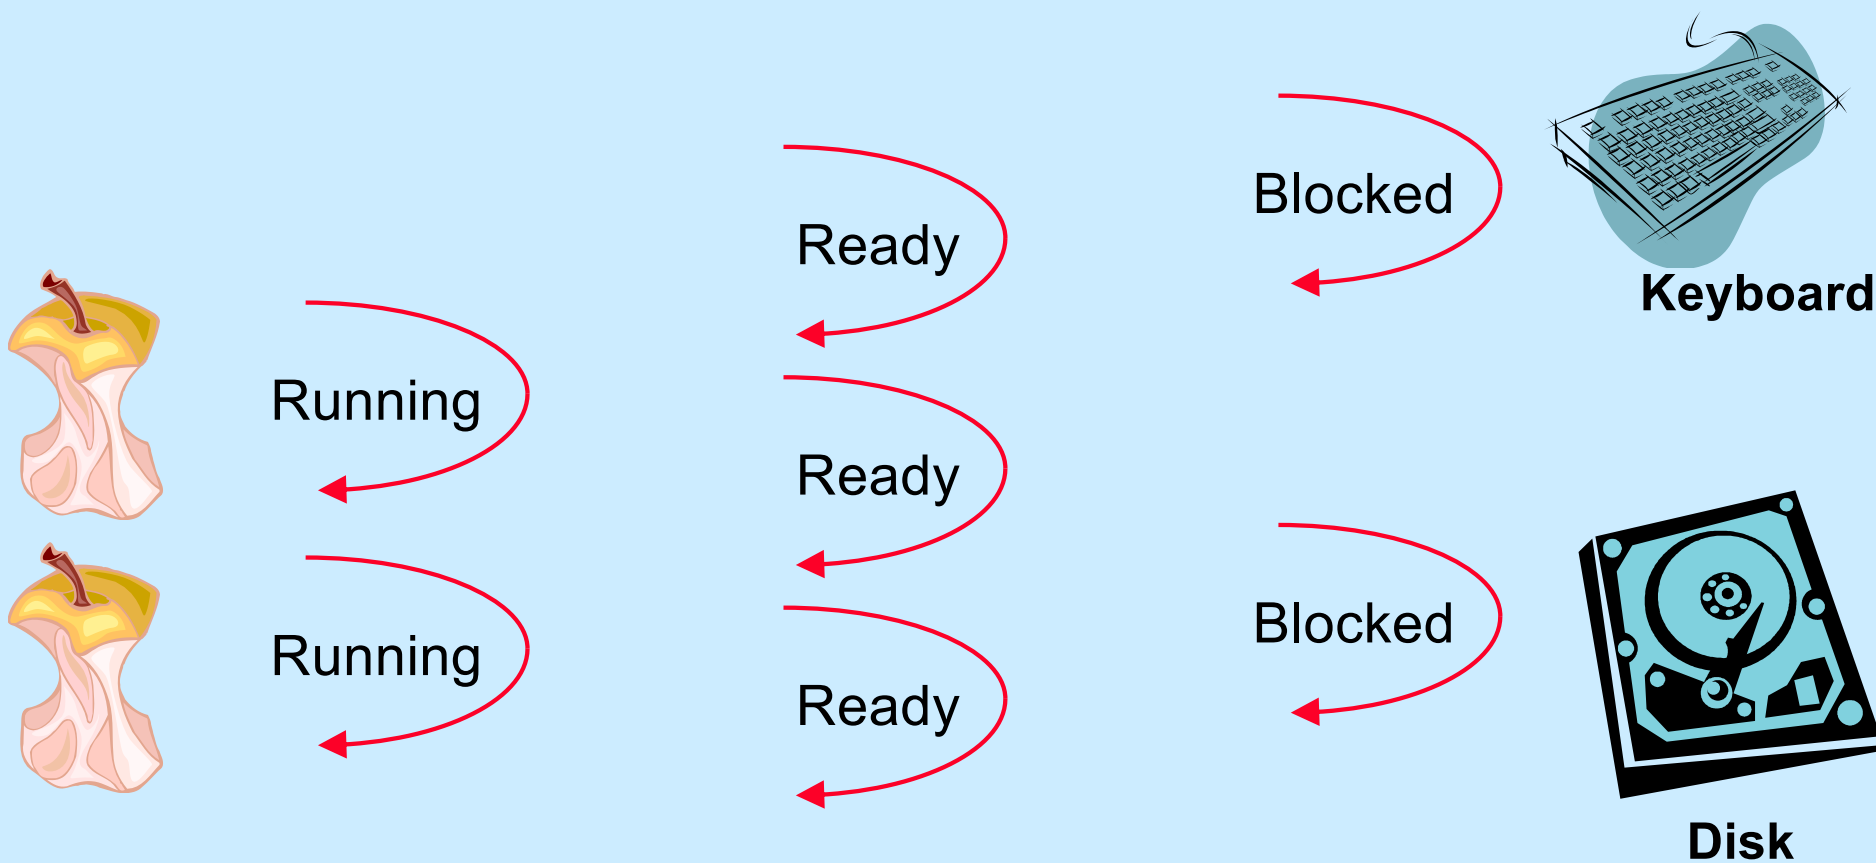 Running
Running
Ready
Ready
Ready
Blocked
Keyboard
Blocked
Disk